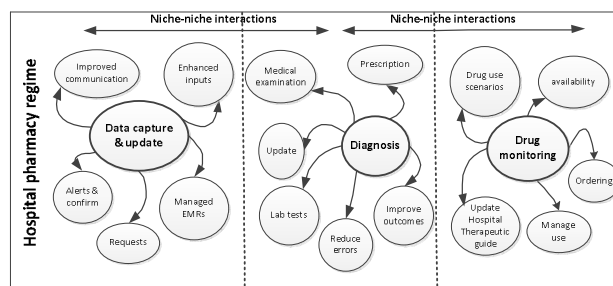 Niche-niche interactions
Niche-niche interactions
Hospital pharmacy regime
Improved
communication
Enhanced
inputs
Data capture
& update
Alerts &
confirm
Requests
Managed
EMRs
Medical
examination
Prescription
Update
Diagnosis
Lab tests
Reduce
errors
Improve
outcomes
Drug use
scenarios
availability
Drug
monitoring
Ordering
Update
Hospital
Therapeutic
guide
Manage
use